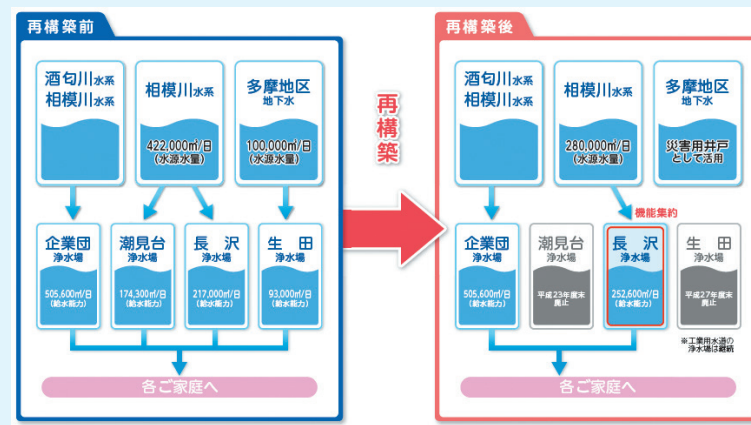 再構築前
酒匂川水系
相模川水系
相模川水系
422,000㎥/日
(水源水量)
多摩地区
地下水
100,000㎥/日
(水源水量)
企業団
浄水場
505,600㎥/日
(給水能力)
潮見台
浄水場
174,300㎥/日
(給水能力)
長沢
浄水場
217,000㎥/日
(給水能力)
生田
浄水場
93,000㎥/日
(給水能力)
各ご家庭へ
再構築
再構築後
酒匂川水系
相模川水系
相模川水系
280,000㎥/日
(水源水量)
多摩地区
地下水
災害用井戸
として活用
機能集約
企業団
浄水場
505,600㎥/日
(給水能力)
潮見台
浄水場
平成23年度末
廃止
長沢
浄水場
252,600㎥/日
(給水能力)
生田
浄水場
平成27年度末
廃止
※工業用水道の
浄水場は継続
各ご家庭へ